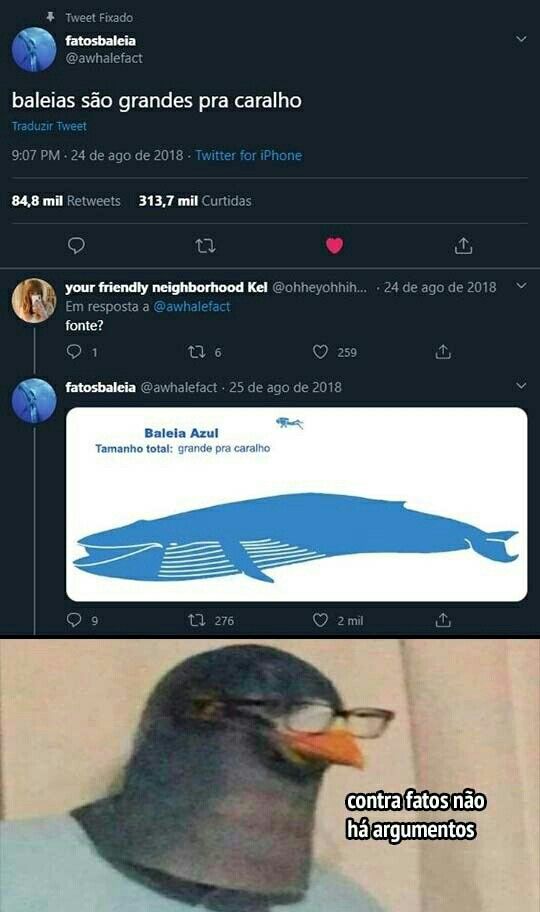 Tweet Fixado
fatosbaleia
@awhalefact
baleias são grandes pra caralho
Traduzir Tweet
9:07 PM · 24 de ago de 2018 · Twitter for iPhone
84,8 mil Retweets 313,7 mil Curtidas
your friendly neighborhood Kel @ohheyohhih... · 24 de ago de 2018
Em resposta a @awhalefact
fonte?
1 6 259
fatosbaleia @awhalefact · 25 de ago de 2018
Baleia Azul
Tamanho total: grande pra caralho
9 276 2 mil
contra fatos não
há argumentos